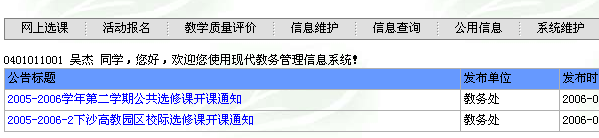 网上选课 活动报名 教学质量评价 信息维护 信息查询 公用信息 系统维护
0401011001 吴杰 同学，您好，欢迎您使用现代教务管理信息系统！
公告标题 发布单位 发布时
2005-2006学年第二学期公共选修课开课通知 教务处 2006-0
2005-2006-2下沙高教园区校际选修课开课通知 教务处 2006-0